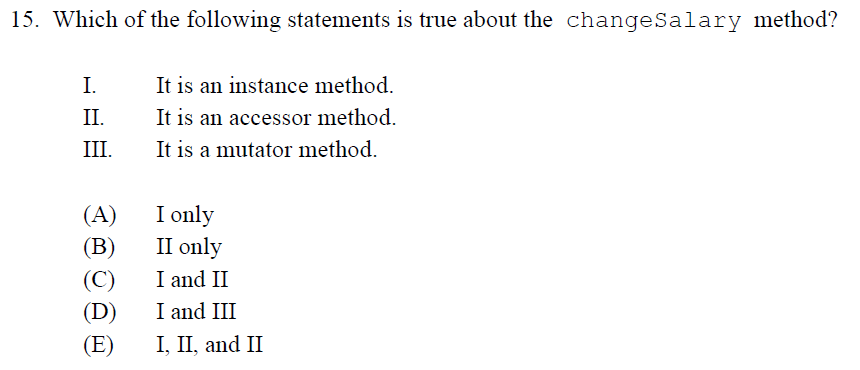 15. Which of the following statements is true about the changeSalary method?
I. It is an instance method.
II. It is an accessor method.
III. It is a mutator method.
(A) I only
(B) II only
(C) I and II
(D) I and III
(E) I, II, and II